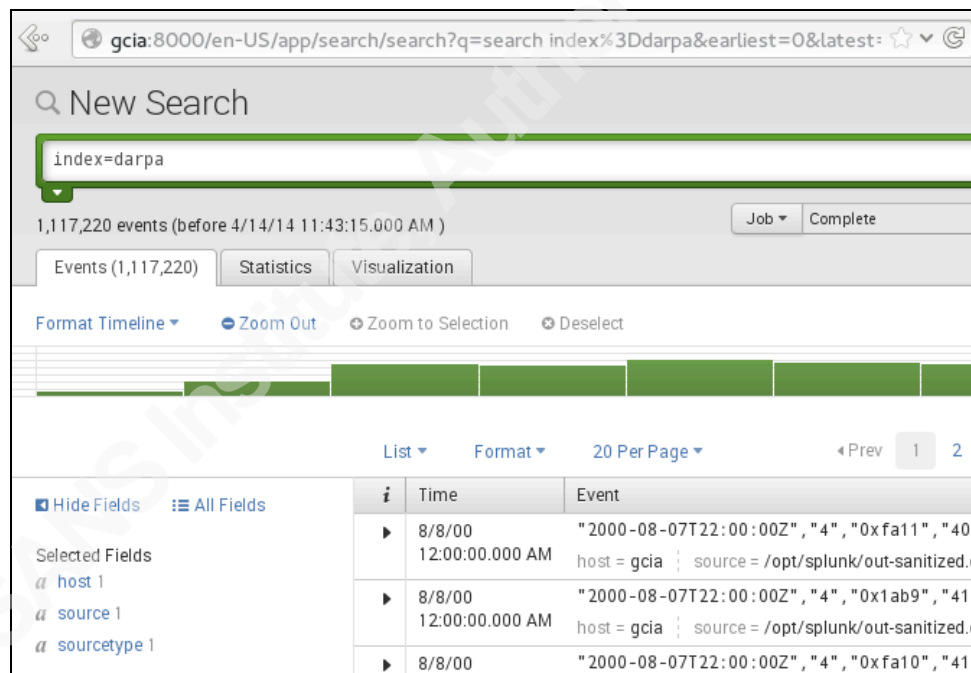 gcia:8000/en-US/app/search/search?q=search index%3Ddarpa&earliest=0&latest=
New Search
index=darpa
1,117,220 events (before 4/14/14 11:43:15.000 AM )
Job Complete
Events (1,117,220) Statistics Visualization
Format Timeline Zoom Out Zoom to Selection Deselect
List Format 20 Per Page Prev 1 2
Hide Fields All Fields
i Time Event
Selected Fields
a host 1
a source 1
a sourcetype 1
8/8/00 "2000-08-07T22:00:00Z","4","0xfa11","40
12:00:00.000 AM host = gcia source = /opt/splunk/out-sanitized.
8/8/00 "2000-08-07T22:00:00Z","4","0x1ab9","41
12:00:00.000 AM host = gcia source = /opt/splunk/out-sanitized.
8/8/00 "2000-08-07T22:00:00Z","4","0xfa10","41
SANS Institute, Author